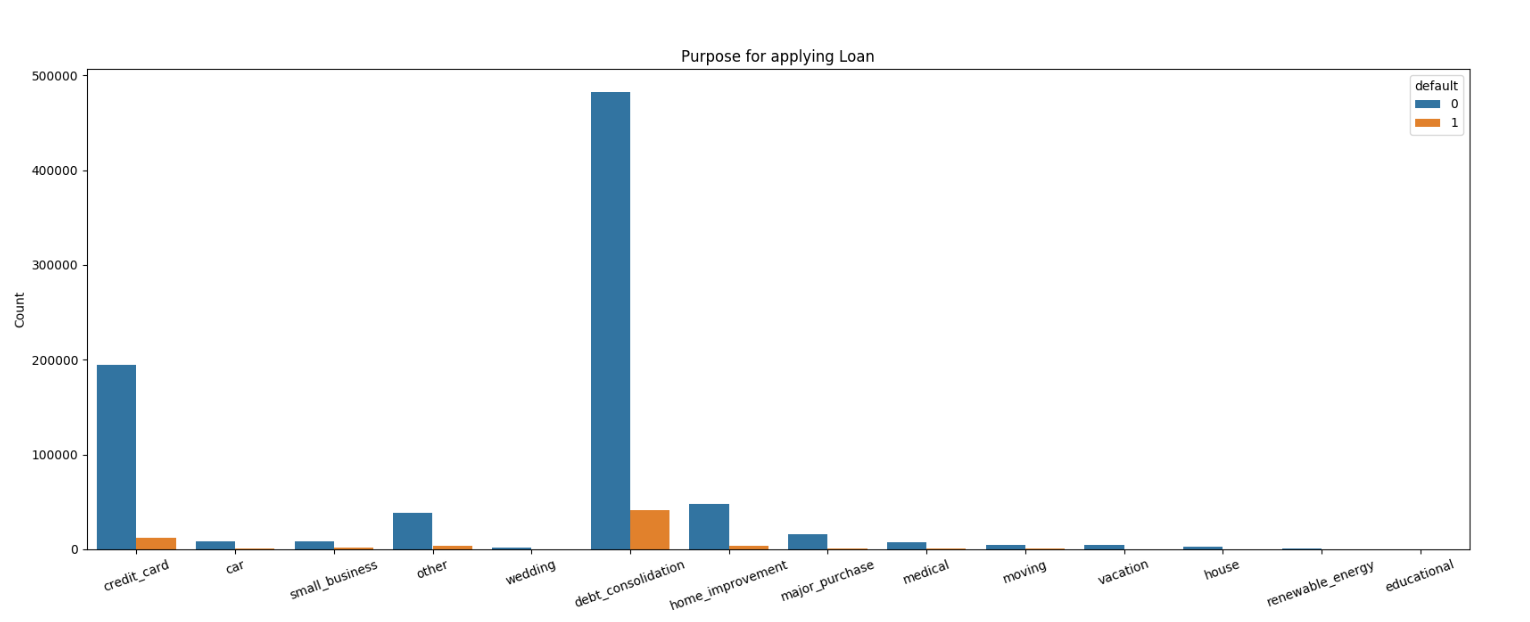 Purpose for applying Loan
default
0
1
500000
400000
300000
200000
100000
0
Count
credit_card
car
small_business
other
wedding
debt_consolidation
home_improvement
major_purchase
medical
moving
vacation
house
renewable_energy
educational